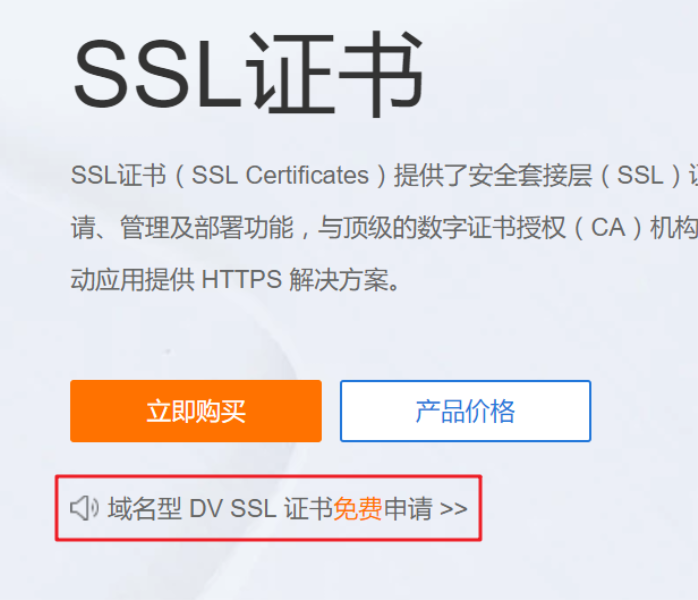 SSL证书
SSL证书（SSL Certificates）提供了安全套接层（SSL）
请、管理及部署功能，与顶级的数字证书授权（CA）机构
动应用提供 HTTPS 解决方案。
立即购买
产品价格
域名型 DV SSL 证书免费申请 >>